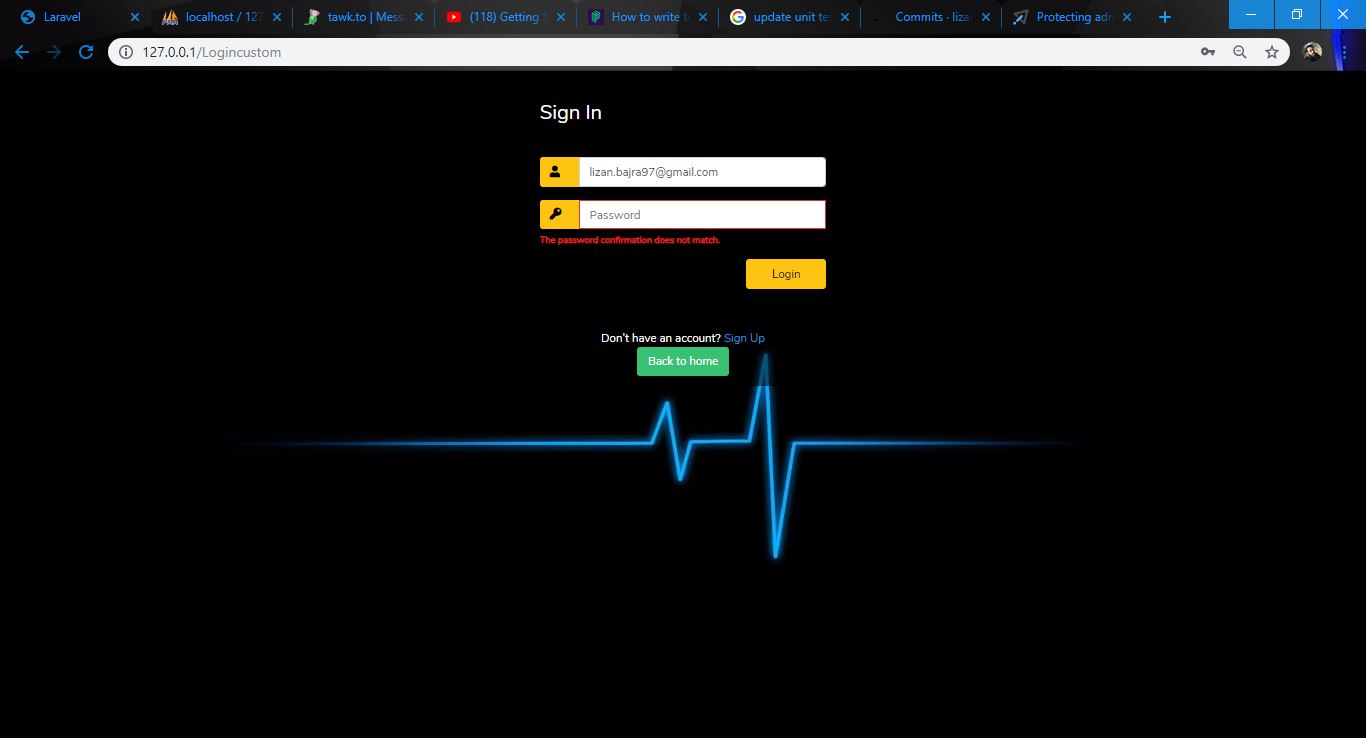 Laravel
localhost / 127
tawk.to | Mess
(118) Getting S
How to write t
update unit te
Commits · liza
Protecting adm
127.0.0.1/Logincustom
Sign In
lizan.bajra97@gmail.com
Password
The password confirmation does not match.
Login
Don't have an account? Sign Up
Back to home